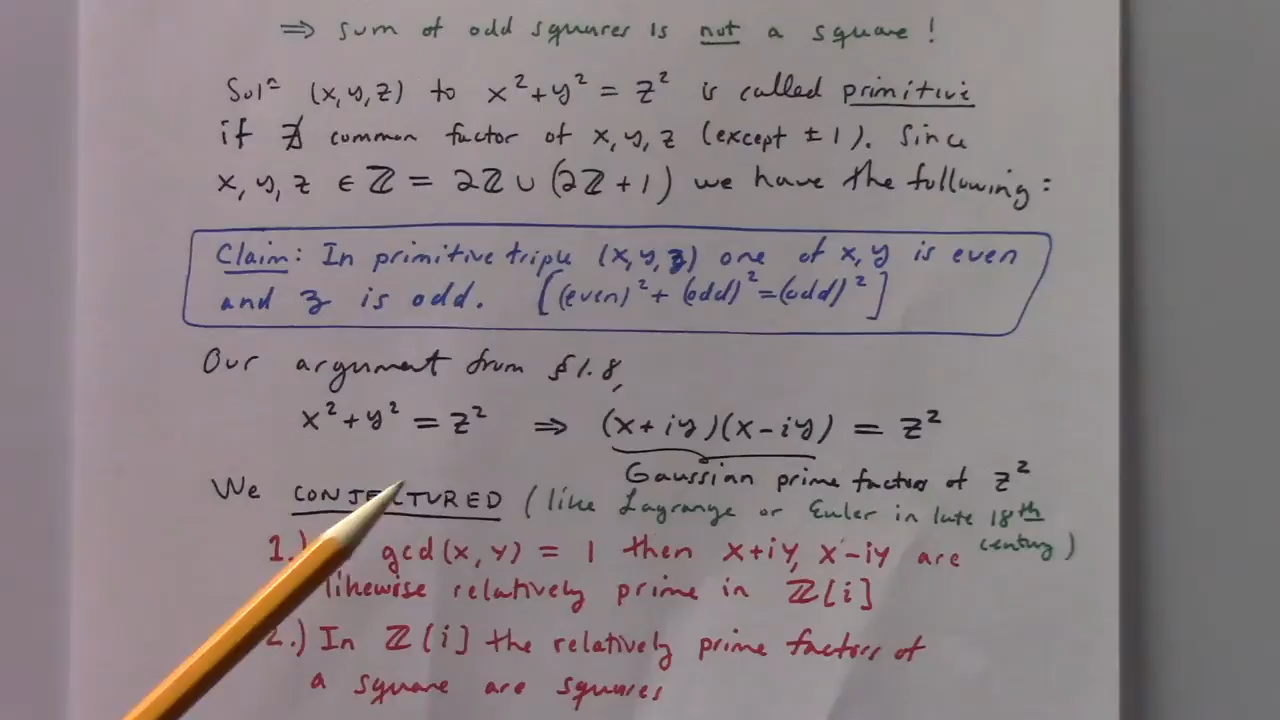 ⇒ sum of odd squares is not a square!
Solⁿ (x, y, z) to x² + y² = z² is called primitive
if ∄ common factor of x, y, z (except ± 1). Since
x, y, z ∈ ℤ = 2ℤ ∪ (2ℤ + 1) we have the following:
Claim: In primitive triple (x, y, z) one of x, y is even
and z is odd. [(even)² + (odd)² = (odd)²]
Our argument from §1.8,
x² + y² = z² ⇒ (x + iy)(x - iy) = z²
Gaussian prime factors of z²
We CONJECTURED (like Lagrange or Euler in late 18th century)
1.) gcd(x, y) = 1 then x + iy, x - iy are
likewise relatively prime in ℤ[i]
2.) In ℤ[i] the relatively prime factors of
a square are squares